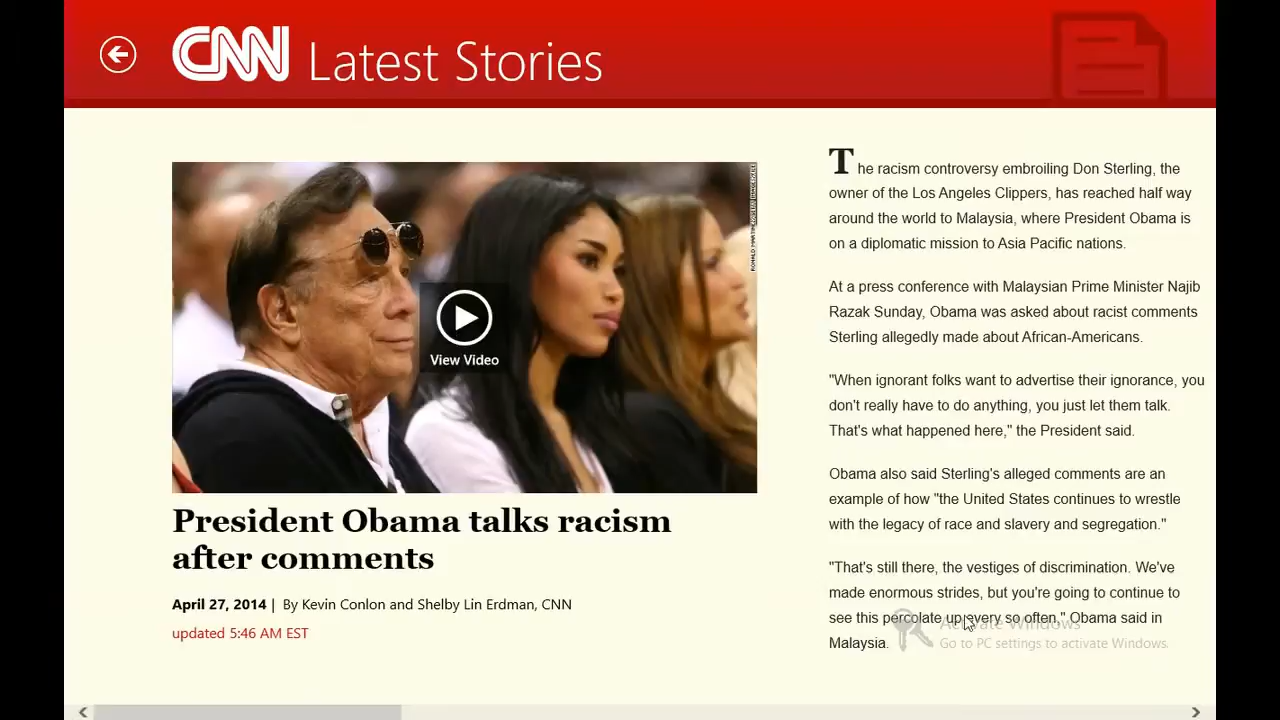 CNN Latest Stories
RONALD MARTINEZ/GETTY IMAGES/FILE
View Video
President Obama talks racism
after comments
April 27, 2014 | By Kevin Conlon and Shelby Lin Erdman, CNN
updated 5:46 AM EST
The racism controversy embroiling Don Sterling, the
owner of the Los Angeles Clippers, has reached half way
around the world to Malaysia, where President Obama is
on a diplomatic mission to Asia Pacific nations.
At a press conference with Malaysian Prime Minister Najib
Razak Sunday, Obama was asked about racist comments
Sterling allegedly made about African-Americans.
"When ignorant folks want to advertise their ignorance, you
don't really have to do anything, you just let them talk.
That's what happened here," the President said.
Obama also said Sterling's alleged comments are an
example of how "the United States continues to wrestle
with the legacy of race and slavery and segregation."
"That's still there, the vestiges of discrimination. We've
made enormous strides, but you're going to continue to
see this percolate up every so often," Obama said in
Malaysia.
Activate Windows
Go to PC settings to activate Windows.